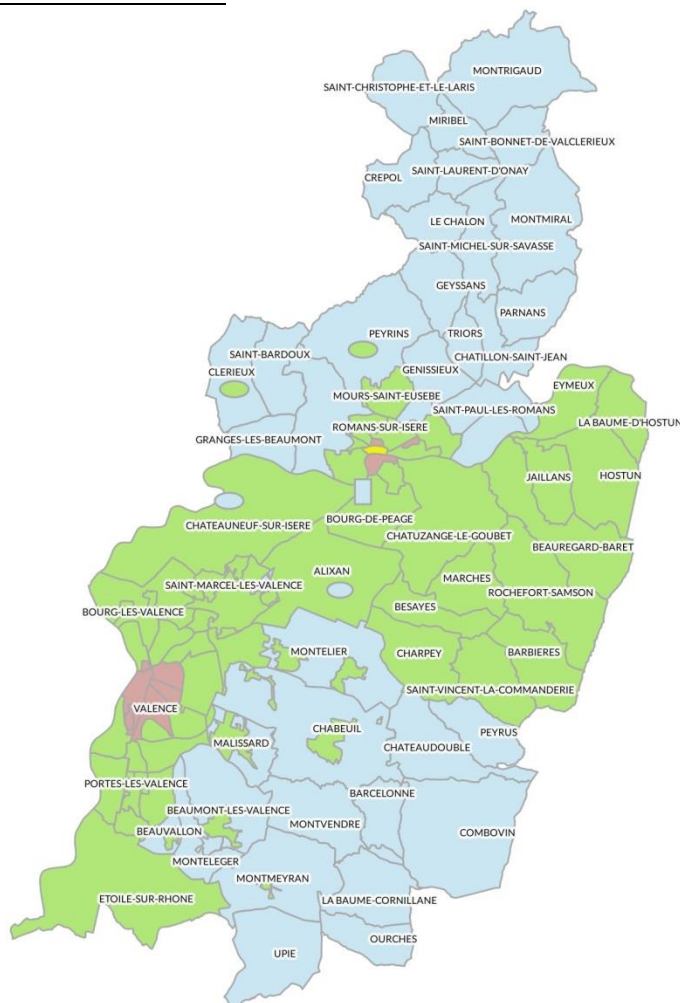 MONTRIGAUD
SAINT-CHRISTOPHE-ET-LE-LARIS
MIRIBEL
SAINT-BONNET-DE-VALCLERIEUX
SAINT-LAURENT-D'ONAY
CREPOL
LE CHALON
MONTMIRAL
SAINT-MICHEL-SUR-SAVASSE
GEYSSANS
PARNANS
PEYRINS
TRIORS
SAINT-BARDOUX
CHATILLON-SAINT-JEAN
CLERIEUX
GENISSIEUX
EYMEUX
MOURS-SAINT-EUSEBE
SAINT-PAUL-LES-ROMANS
LA BAUME-D'HOSTUN
ROMANS-SUR-ISERE
GRANGES-LES-BEAUMONT
JAILLANS
HOSTUN
BOURG-DE-PEAGE
CHATEAUNEUF-SUR-ISERE
CHATUZANGE-LE-GOUBET
BEAUREGARD-BARET
ALIXAN
MARCHES
SAINT-MARCEL-LES-VALENCE
ROCHEFORT-SAMSON
BESAYES
BOURG-LES-VALENCE
MONTELIER
CHARPEY
BARBIERES
SAINT-VINCENT-LA-COMMANDERIE
VALENCE
CHABEUIL
PEYRUS
MALISSARD
CHATEAUDOUBLE
PORTES-LES-VALENCE
BARCELONNE
BEAUMONT-LES-VALENCE
MONTVENDRE
BEAUVALLON
COMBOVIN
MONTELEGER
MONTMEYRAN
ETOILE-SUR-RHONE
LA BAUME-CORNILLANE
OURCHES
UPIE